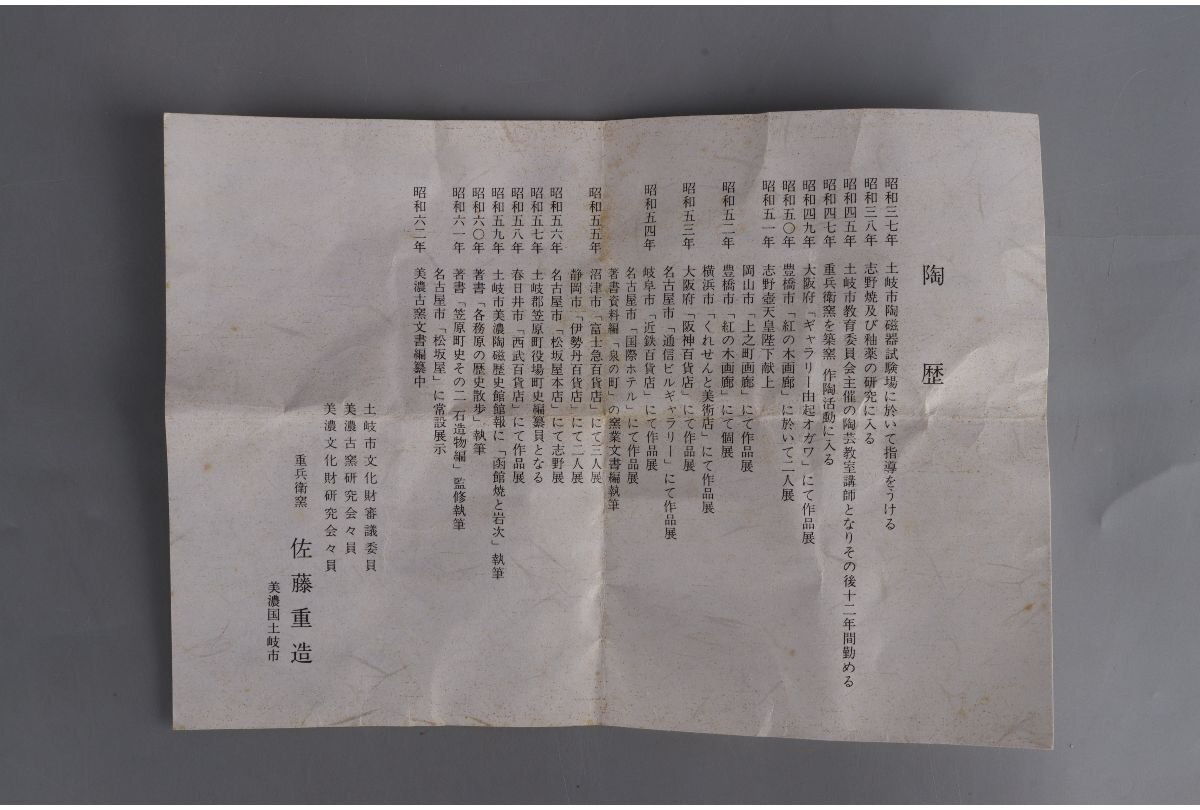 陶歴
昭和三七年 土岐市陶磁器試験場に於いて指導をうける
昭和三八年 志野焼及び釉薬の研究に入る
昭和四五年 土岐市教育委員会主催の陶芸教室講師となりその後十二年間勤める
昭和四七年 重兵衛窯を築窯 作陶活動に入る
昭和四九年 大阪府「ギャラリー由起オガワ」にて作品展
昭和五〇年 豊橋市「紅の木画廊」に於いて二人展
昭和五一年 志野壺天皇陛下献上
岡山市「上之町画廊」にて作品展
昭和五二年 豊橋市「紅の木画廊」にて個展
横浜市「くれせんと美術店」にて作品展
昭和五三年 大阪府「阪神百貨店」にて作品展
名古屋市「通信ビルギャラリー」にて作品展
昭和五四年 岐阜市「近鉄百貨店」にて作品展
名古屋市「国際ホテル」にて作品展
著書資料編「泉の町」の窯業文書編執筆
昭和五五年 沼津市「富士急百貨店」にて三人展
静岡市「伊勢丹百貨店」にて二人展
昭和五六年 名古屋市「松坂屋本店」にて志野展
昭和五七年 土岐郡笠原町役場町史編纂員となる
昭和五八年 春日井市「西武百貨店」にて作品展
昭和五九年 土岐市美濃陶磁歴史館館報に「函館焼と岩次」執筆
昭和六〇年 著書「各務原の歴史散歩」執筆
昭和六一年 著書「笠原町史その二 石造物編」監修執筆
名古屋市「松坂屋」に常設展示
昭和六二年 美濃古窯文書編纂中
土岐市文化財審議委員
美濃古窯研究会々員
美濃文化財研究会々員
重兵衛窯 佐藤重造
美濃国土岐市